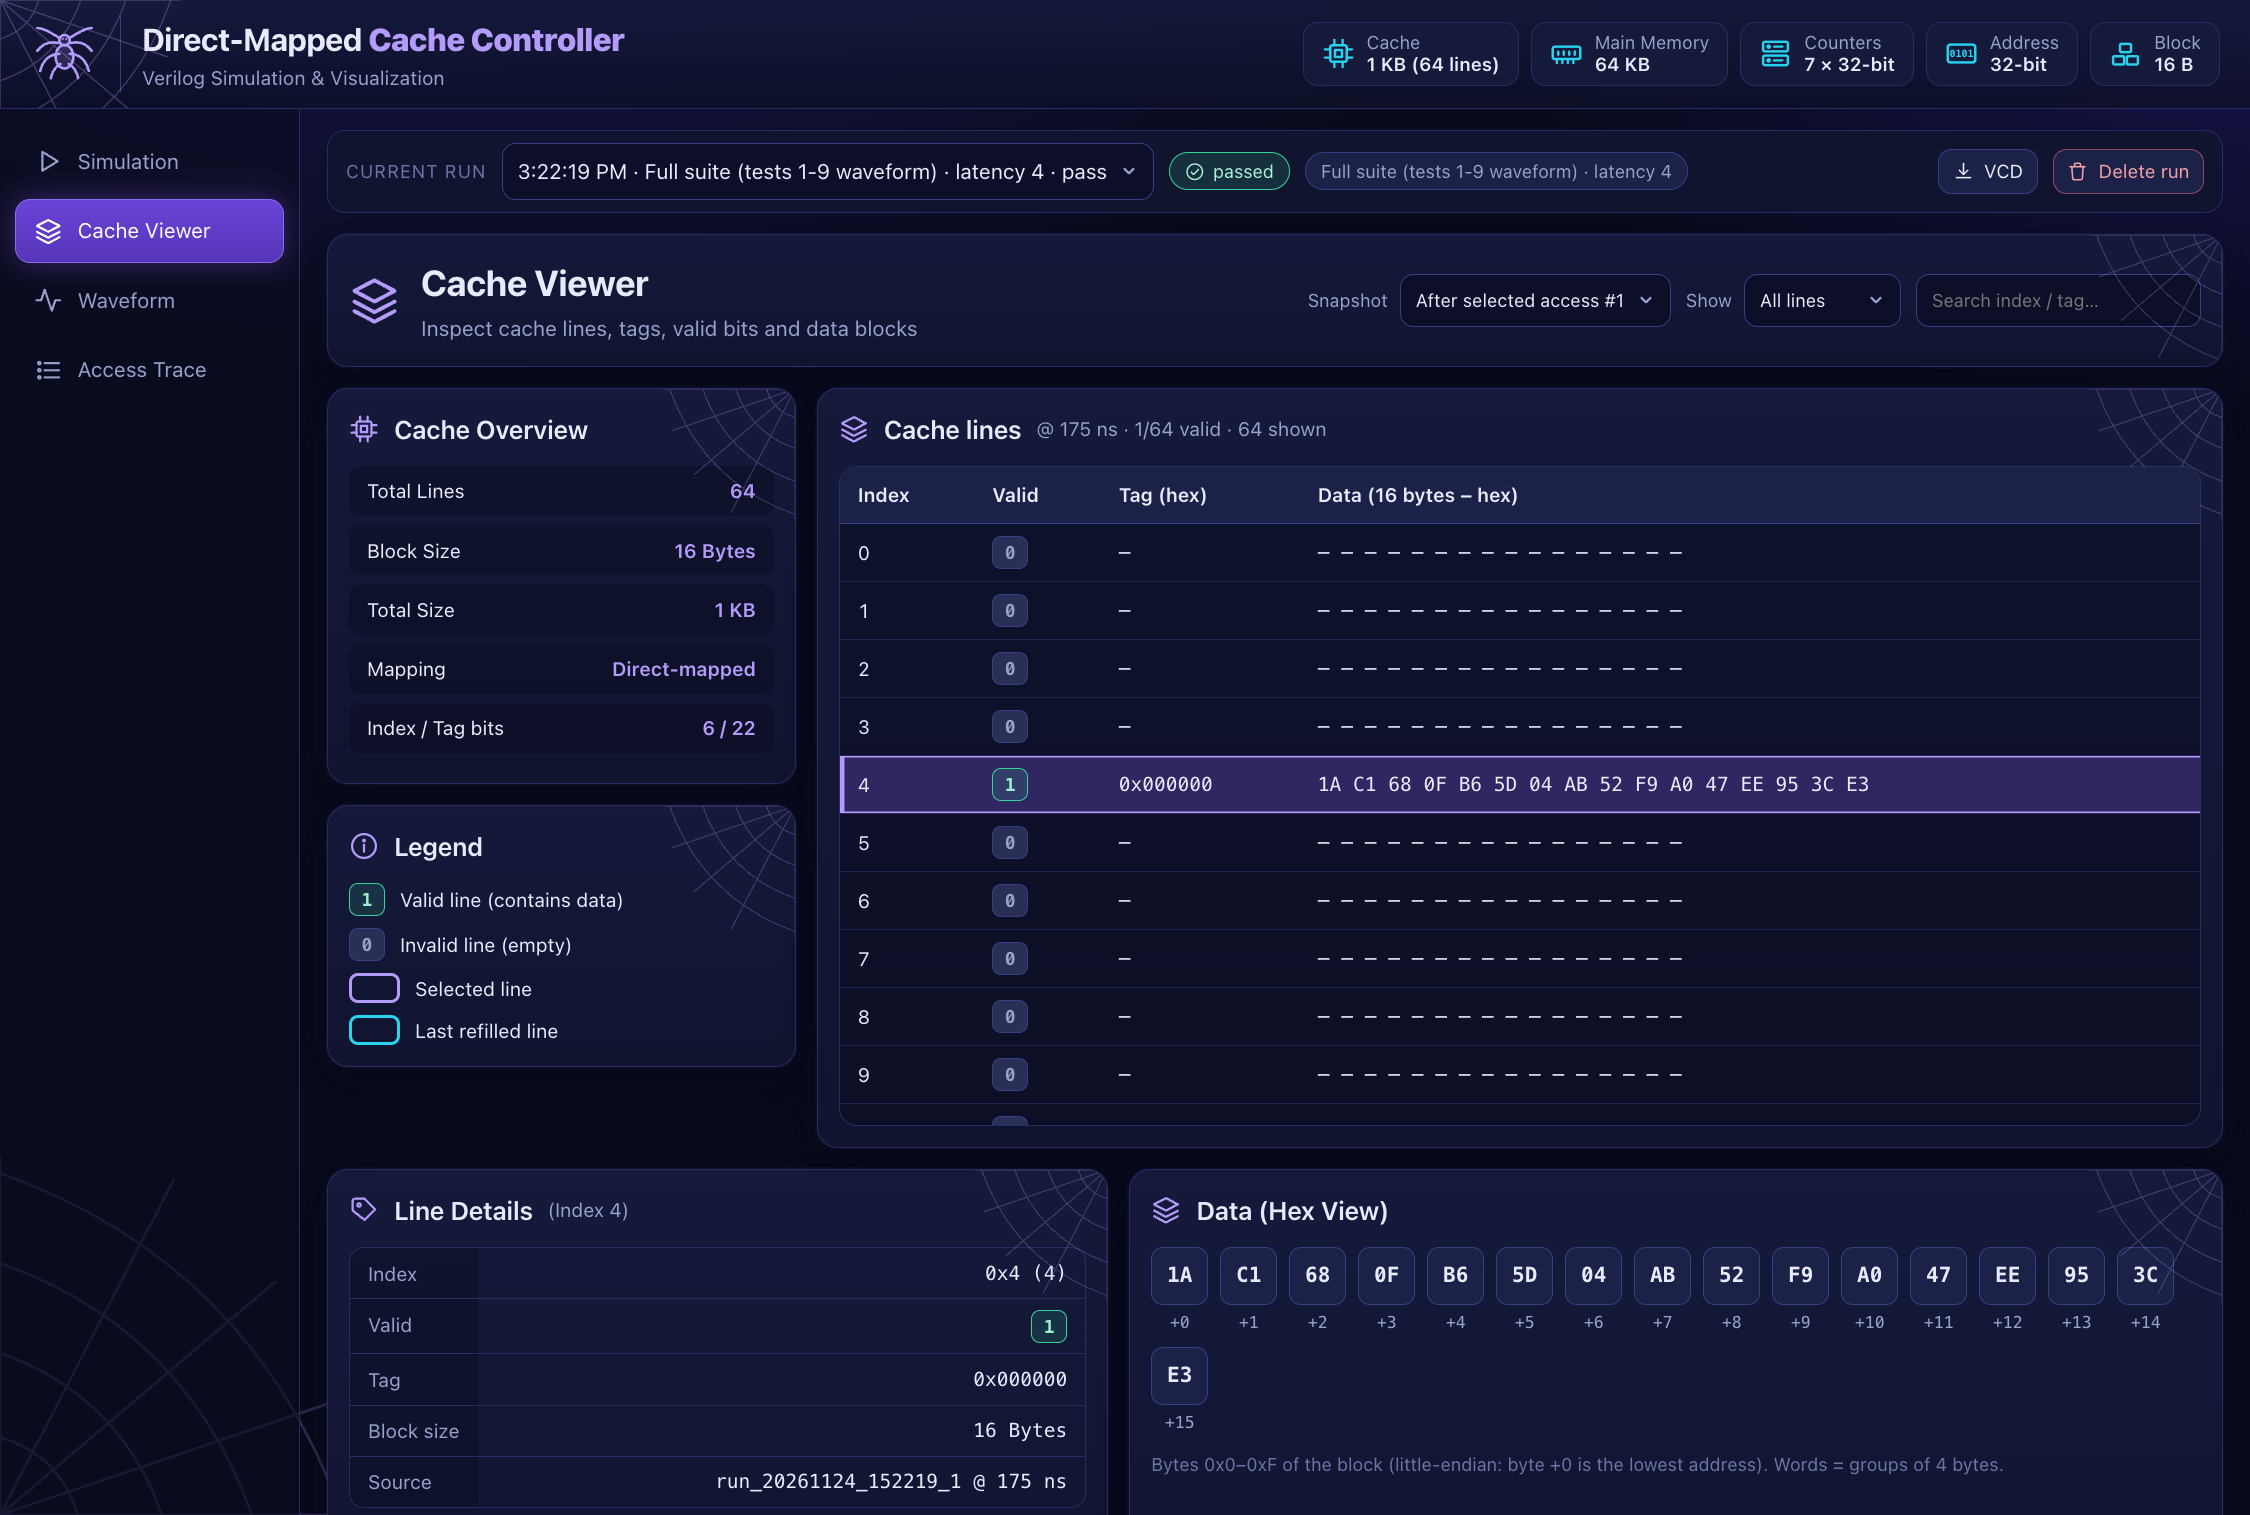 Direct-Mapped Cache Controller
Verilog Simulation & Visualization
Cache
1 KB (64 lines)
Main Memory
64 KB
Counters
7 × 32-bit
0101
Address
32-bit
Block
16 B
Simulation
Cache Viewer
Waveform
Access Trace
CURRENT RUN
3:22:19 PM · Full suite (tests 1-9 waveform) · latency 4 · pass
passed
Full suite (tests 1-9 waveform) · latency 4
VCD
Delete run
Cache Viewer
Inspect cache lines, tags, valid bits and data blocks
Snapshot
After selected access #1
Show
All lines
Search index / tag...
Cache Overview
Total Lines 64
Block Size 16 Bytes
Total Size 1 KB
Mapping Direct-mapped
Index / Tag bits 6 / 22
Legend
1 Valid line (contains data)
0 Invalid line (empty)
Selected line
Last refilled line
Cache lines @ 175 ns · 1/64 valid · 64 shown
Index Valid Tag (hex) Data (16 bytes – hex)
0 0 — — — — — — — — — — — — — — — — —
1 0 — — — — — — — — — — — — — — — — —
2 0 — — — — — — — — — — — — — — — — —
3 0 — — — — — — — — — — — — — — — — —
4 1 0x000000 1A C1 68 0F B6 5D 04 AB 52 F9 A0 47 EE 95 3C E3
5 0 — — — — — — — — — — — — — — — — —
6 0 — — — — — — — — — — — — — — — — —
7 0 — — — — — — — — — — — — — — — — —
8 0 — — — — — — — — — — — — — — — — —
9 0 — — — — — — — — — — — — — — — — —
Line Details (Index 4)
Index 0x4 (4)
Valid 1
Tag 0x000000
Block size 16 Bytes
Source run_20261124_152219_1 @ 175 ns
Data (Hex View)
1A C1 68 0F B6 5D 04 AB 52 F9 A0 47 EE 95 3C
+0 +1 +2 +3 +4 +5 +6 +7 +8 +9 +10 +11 +12 +13 +14
E3
+15
Bytes 0x0–0xF of the block (little-endian: byte +0 is the lowest address). Words = groups of 4 bytes.